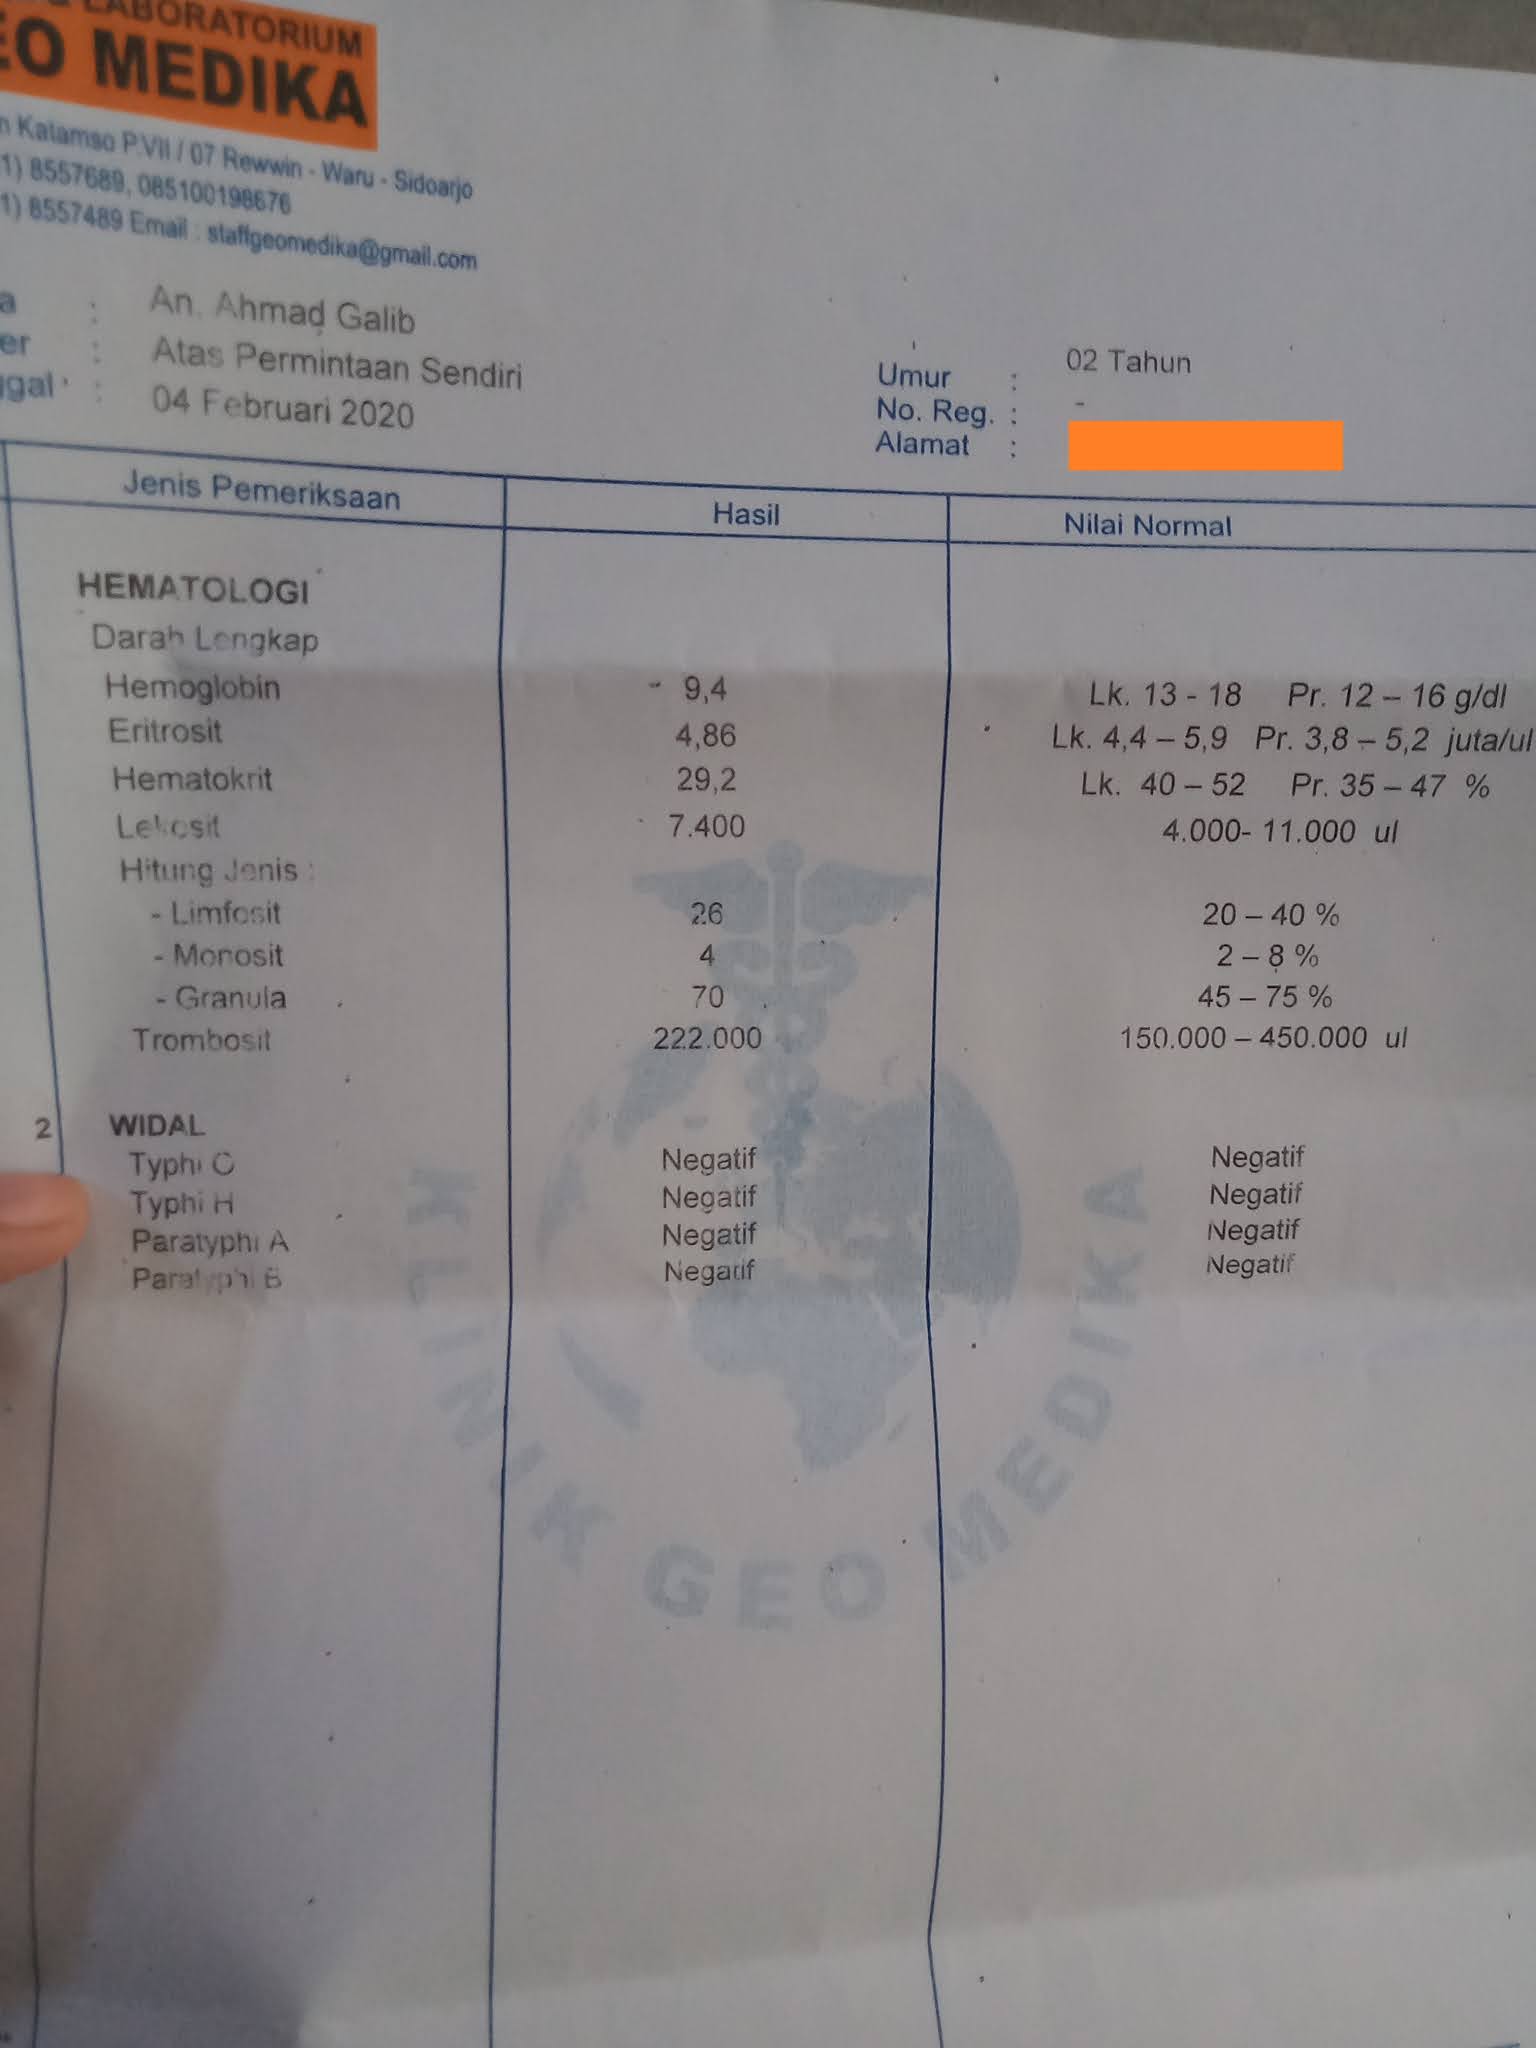 LABORATORIUM
EO MEDIKA
n Katamso P.VII / 07 Rewwin - Waru - Sidoarjo
1) 8557689, 085100198676
1) 8557489 Email : staffgeomedika@gmail.com
a : An. Ahmad Galib
er : Atas Permintaan Sendiri
ggal : 04 Februari 2020
Umur : 02 Tahun
No. Reg. : -
Alamat :
Jenis Pemeriksaan Hasil Nilai Normal
HEMATOLOGI
Darah Lengkap
Hemoglobin - 9,4 Lk. 13 - 18 Pr. 12 – 16 g/dl
Eritrosit 4,86 Lk. 4,4 – 5,9 Pr. 3,8 – 5,2 juta/ul
Hematokrit 29,2 Lk. 40 – 52 Pr. 35 – 47 %
Lekosit 7.400 4.000- 11.000 ul
Hitung Jenis :
- Limfosit 26 20 – 40 %
- Monosit 4 2 – 8 %
- Granula 70 45 – 75 %
Trombosit 222.000 150.000 – 450.000 ul
2 WIDAL
Typhi O Negatif Negatif
Typhi H Negatif Negatif
Paratyphi A Negatif Negatif
Paratyphi B Negatif Negatif
KLINIK GEO MEDIKA